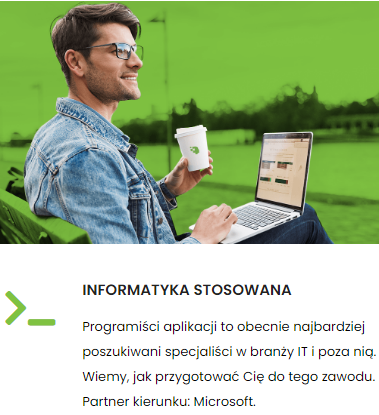 INFORMATYKA STOSOWANA
Programiści aplikacji to obecnie najbardziej
poszukiwani specjaliści w branży IT i poza nią.
Wiemy, jak przygotować Cię do tego zawodu.
Partner kierunku: Microsoft.